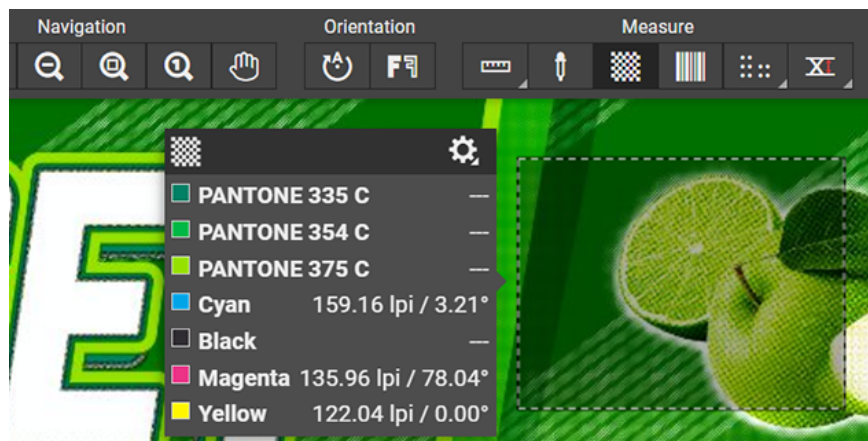 Navigation Orientation Measure
1 A F F
PANTONE 335 C ---
PANTONE 354 C ---
PANTONE 375 C ---
Cyan 159.16 lpi / 3.21°
Black ---
Magenta 135.96 lpi / 78.04°
Yellow 122.04 lpi / 0.00°
E